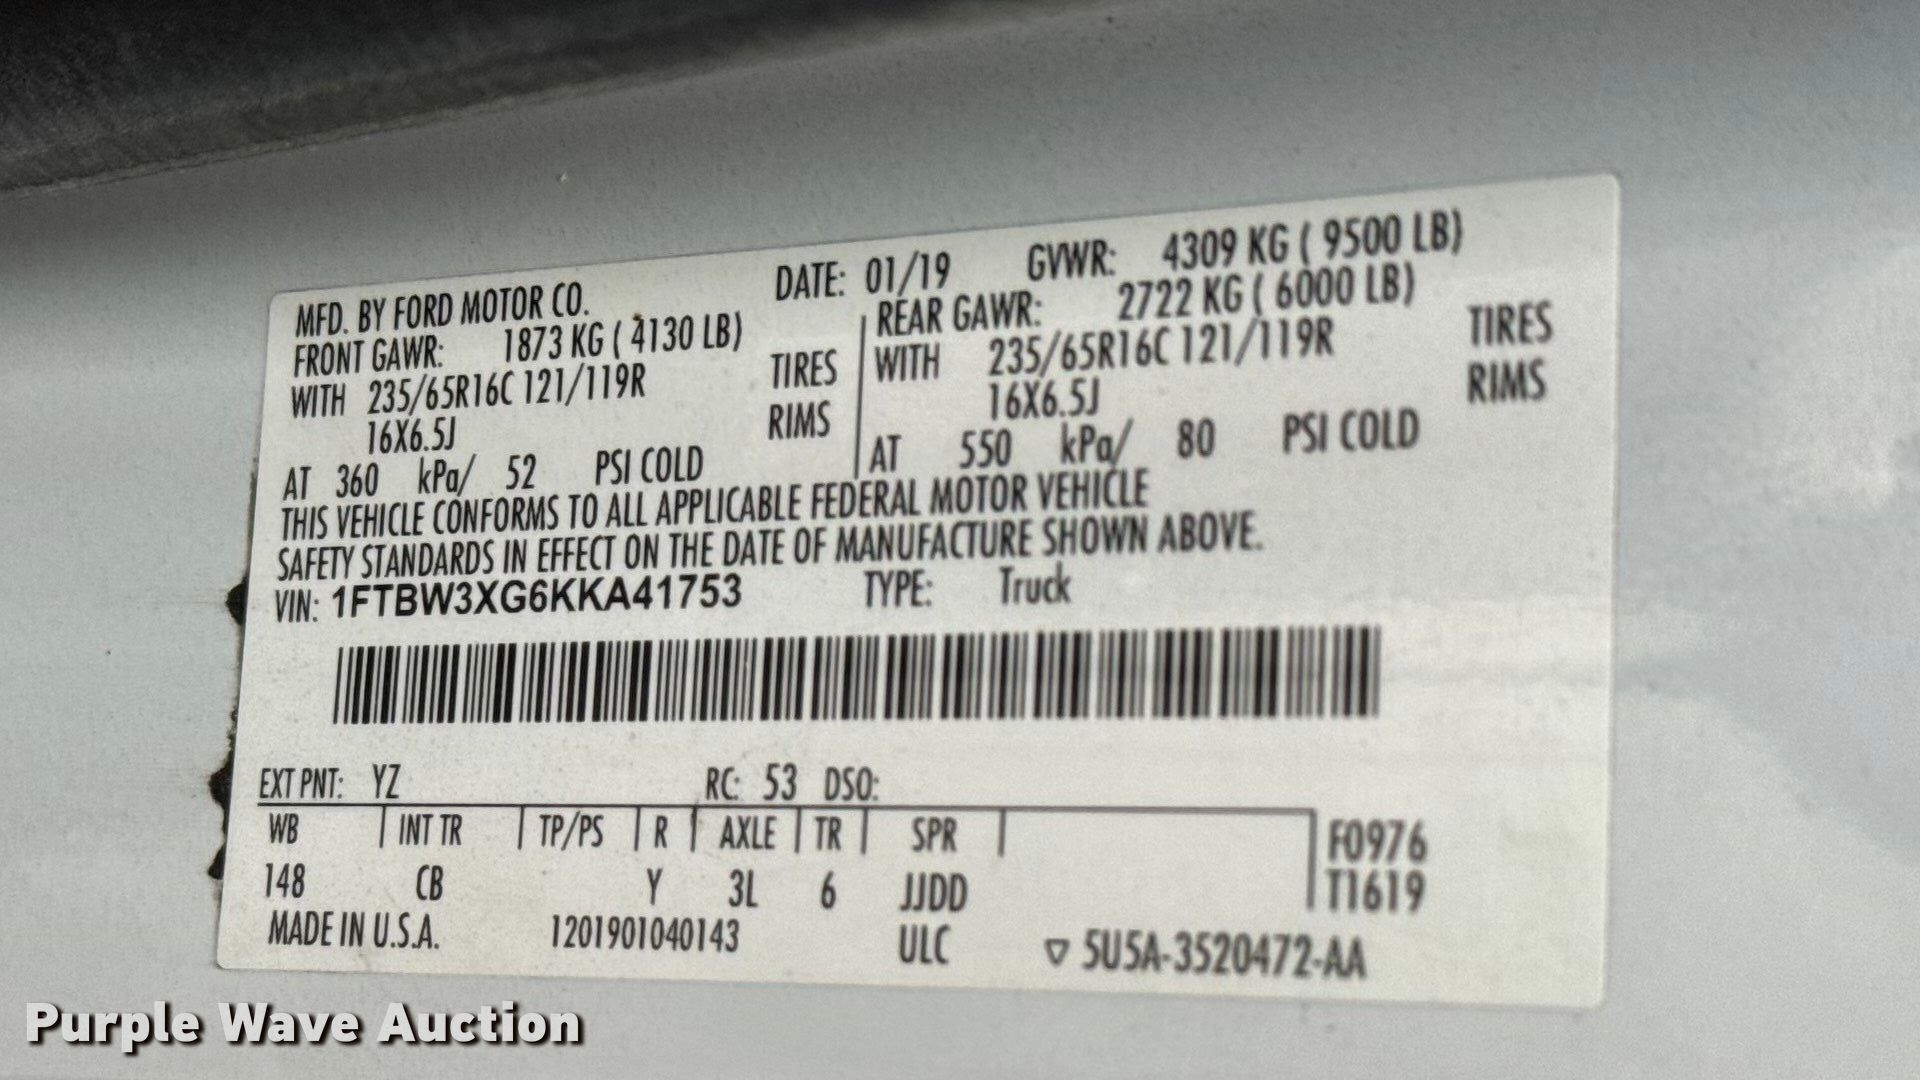 MFD. BY FORD MOTOR CO. DATE: 01/19 GVWR: 4309 KG ( 9500 LB)
FRONT GAWR: 1873 KG ( 4130 LB) REAR GAWR: 2722 KG ( 6000 LB)
WITH 235/65R16C 121/119R TIRES WITH 235/65R16C 121/119R TIRES
16X6.5J RIMS 16X6.5J RIMS
AT 360 kPa/ 52 PSI COLD AT 550 kPa/ 80 PSI COLD
THIS VEHICLE CONFORMS TO ALL APPLICABLE FEDERAL MOTOR VEHICLE
SAFETY STANDARDS IN EFFECT ON THE DATE OF MANUFACTURE SHOWN ABOVE.
VIN: 1FTBW3XG6KKA41753 TYPE: Truck
EXT PNT: YZ RC: 53 DSO:
WB INT TR TP/PS R AXLE TR SPR F0976
148 CB Y 3L 6 JJDD T1619
MADE IN U.S.A. 1201901040143 ULC ▽ 5U5A-3520472-AA
Purple Wave Auction